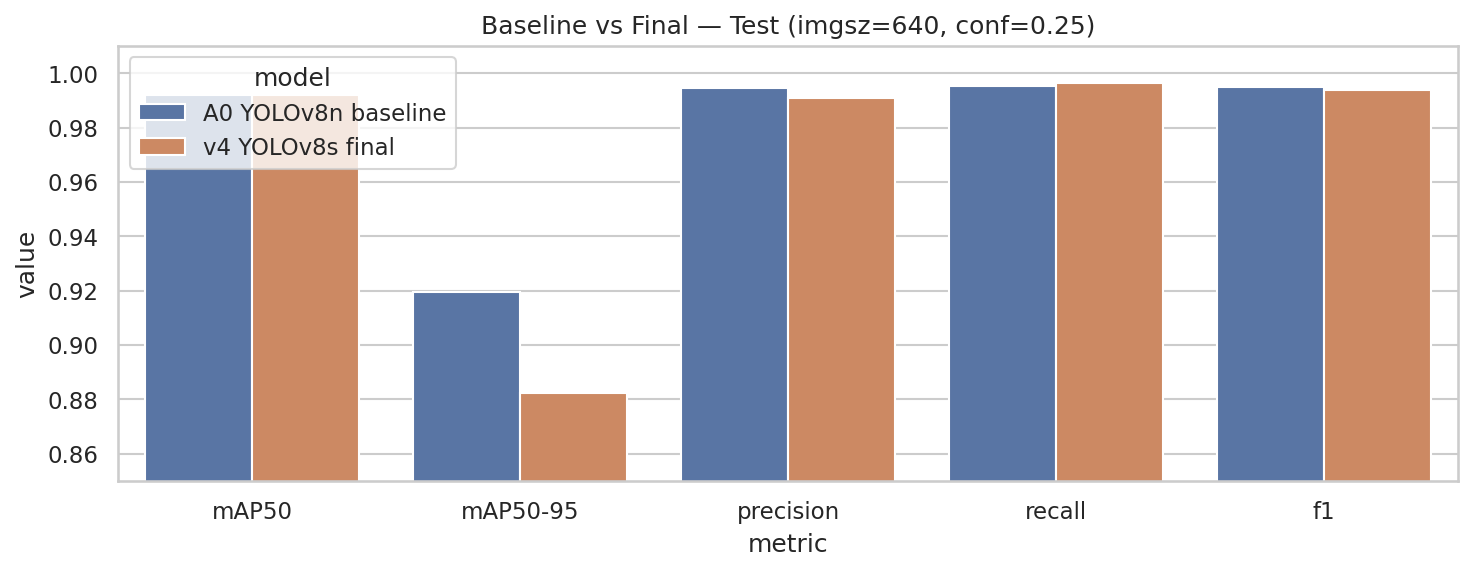 Baseline vs Final — Test (imgsz=640, conf=0.25)
model
A0 YOLOv8n baseline
v4 YOLOv8s final
value
1.00
0.98
0.96
0.94
0.92
0.90
0.88
0.86
mAP50 mAP50-95 precision recall f1
metric